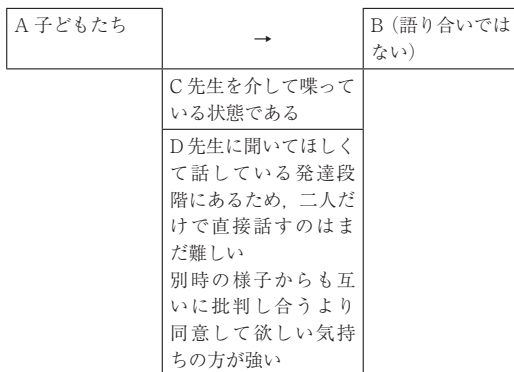 A 子どもたち
→
B（語り合いでは
ない）
C 先生を介して喋って
いる状態である
D 先生に聞いてほしく
て話している発達段
階にあるため，二人だ
けで直接話すのはま
だ難しい
別時の様子からも互
いに批判し合うより
同意して欲しい気持
ちの方が強い